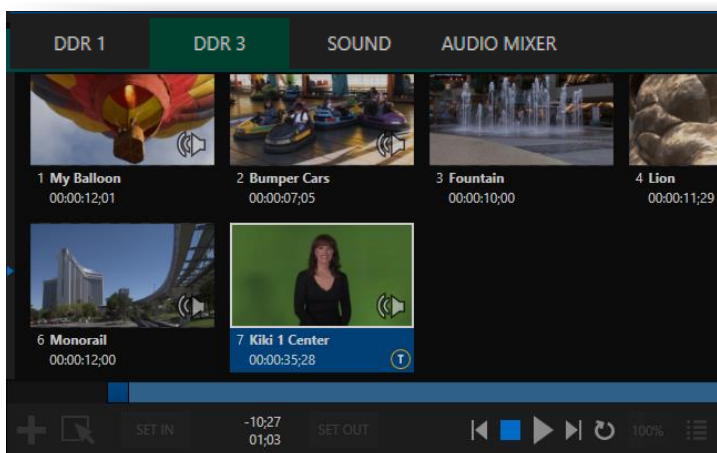 DDR 1 DDR 3 SOUND AUDIO MIXER
1 My Balloon 2 Bumper Cars 3 Fountain 4 Lion
00:00:12;01 00:00:07;05 00:00:10;00 00:00:11;29
6 Monorail 7 Kiki 1 Center
00:00:12;00 00:00:35;28 T
SET IN -10;27 SET OUT 100%
01;03